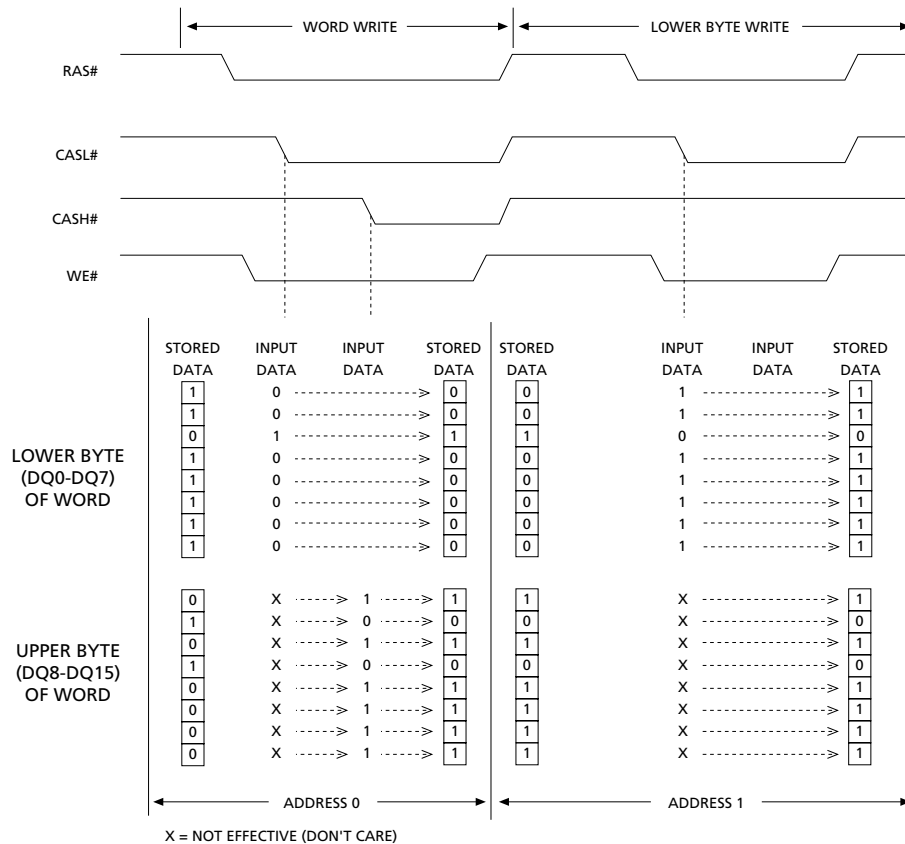 WORD WRITE LOWER BYTE WRITE
RAS#
CASL#
CASH#
WE#
STORED INPUT INPUT STORED STORED INPUT INPUT STORED
DATA DATA DATA DATA DATA DATA DATA DATA
1 0 0 0 1 1
1 0 0 0 1 1
0 1 1 1 0 0
LOWER BYTE
(DQ0-DQ7)
OF WORD
1 0 0 0 1 1
1 0 0 0 1 1
1 0 0 0 1 1
1 0 0 0 1 1
1 0 0 0 1 1
0 X 1 1 1 X 1
1 X 0 0 0 X 0
0 X 1 1 1 X 1
UPPER BYTE
(DQ8-DQ15)
OF WORD
1 X 0 0 0 X 0
0 X 1 1 1 X 1
0 X 1 1 1 X 1
0 X 1 1 1 X 1
0 X 1 1 1 X 1
ADDRESS 0 ADDRESS 1
X = NOT EFFECTIVE (DON'T CARE)